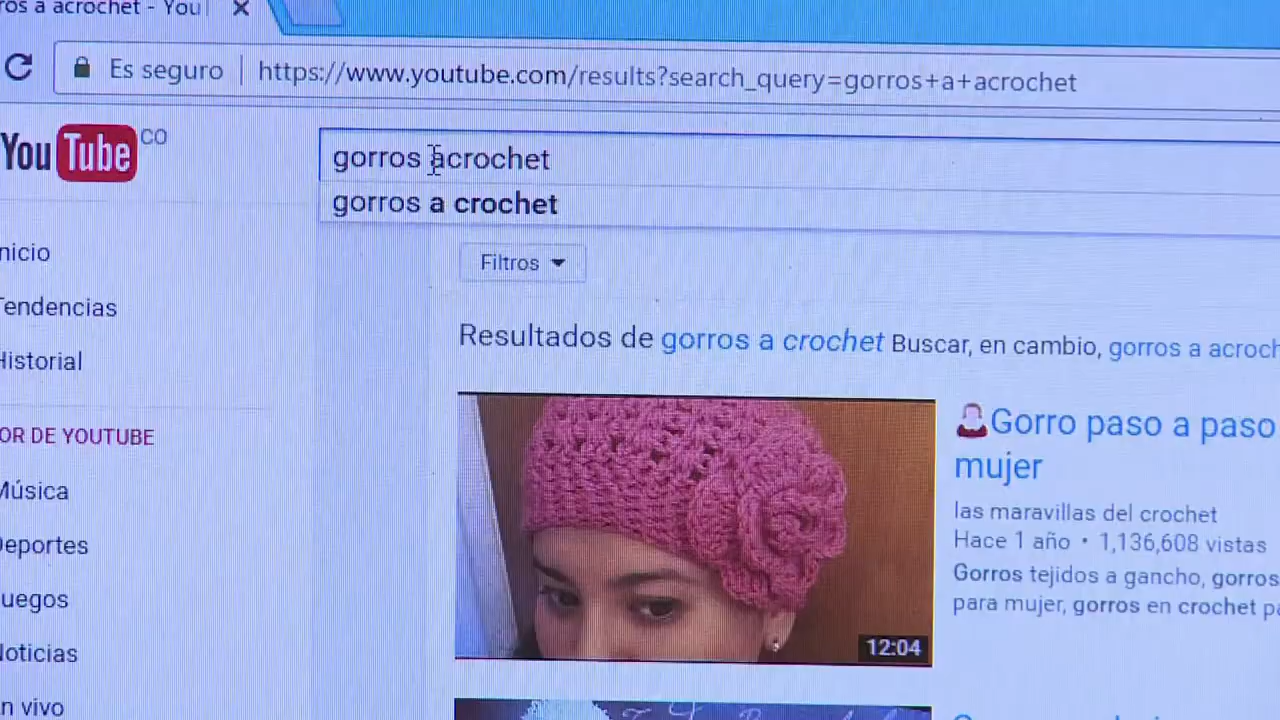 ros a acrochet - You
Es seguro https://www.youtube.com/results?search_query=gorros+a+acrochet
YouTube CO
gorros acrochet
gorros a crochet
nicio
Tendencias
Historial
OR DE YOUTUBE
Música
Deportes
uegos
Noticias
n vivo
Filtros
Resultados de gorros a crochet Buscar, en cambio, gorros a acroch
12:04
Gorro paso a paso
mujer
las maravillas del crochet
Hace 1 año • 1,136,608 vistas
Gorros tejidos a gancho, gorros
para mujer, gorros en crochet pa